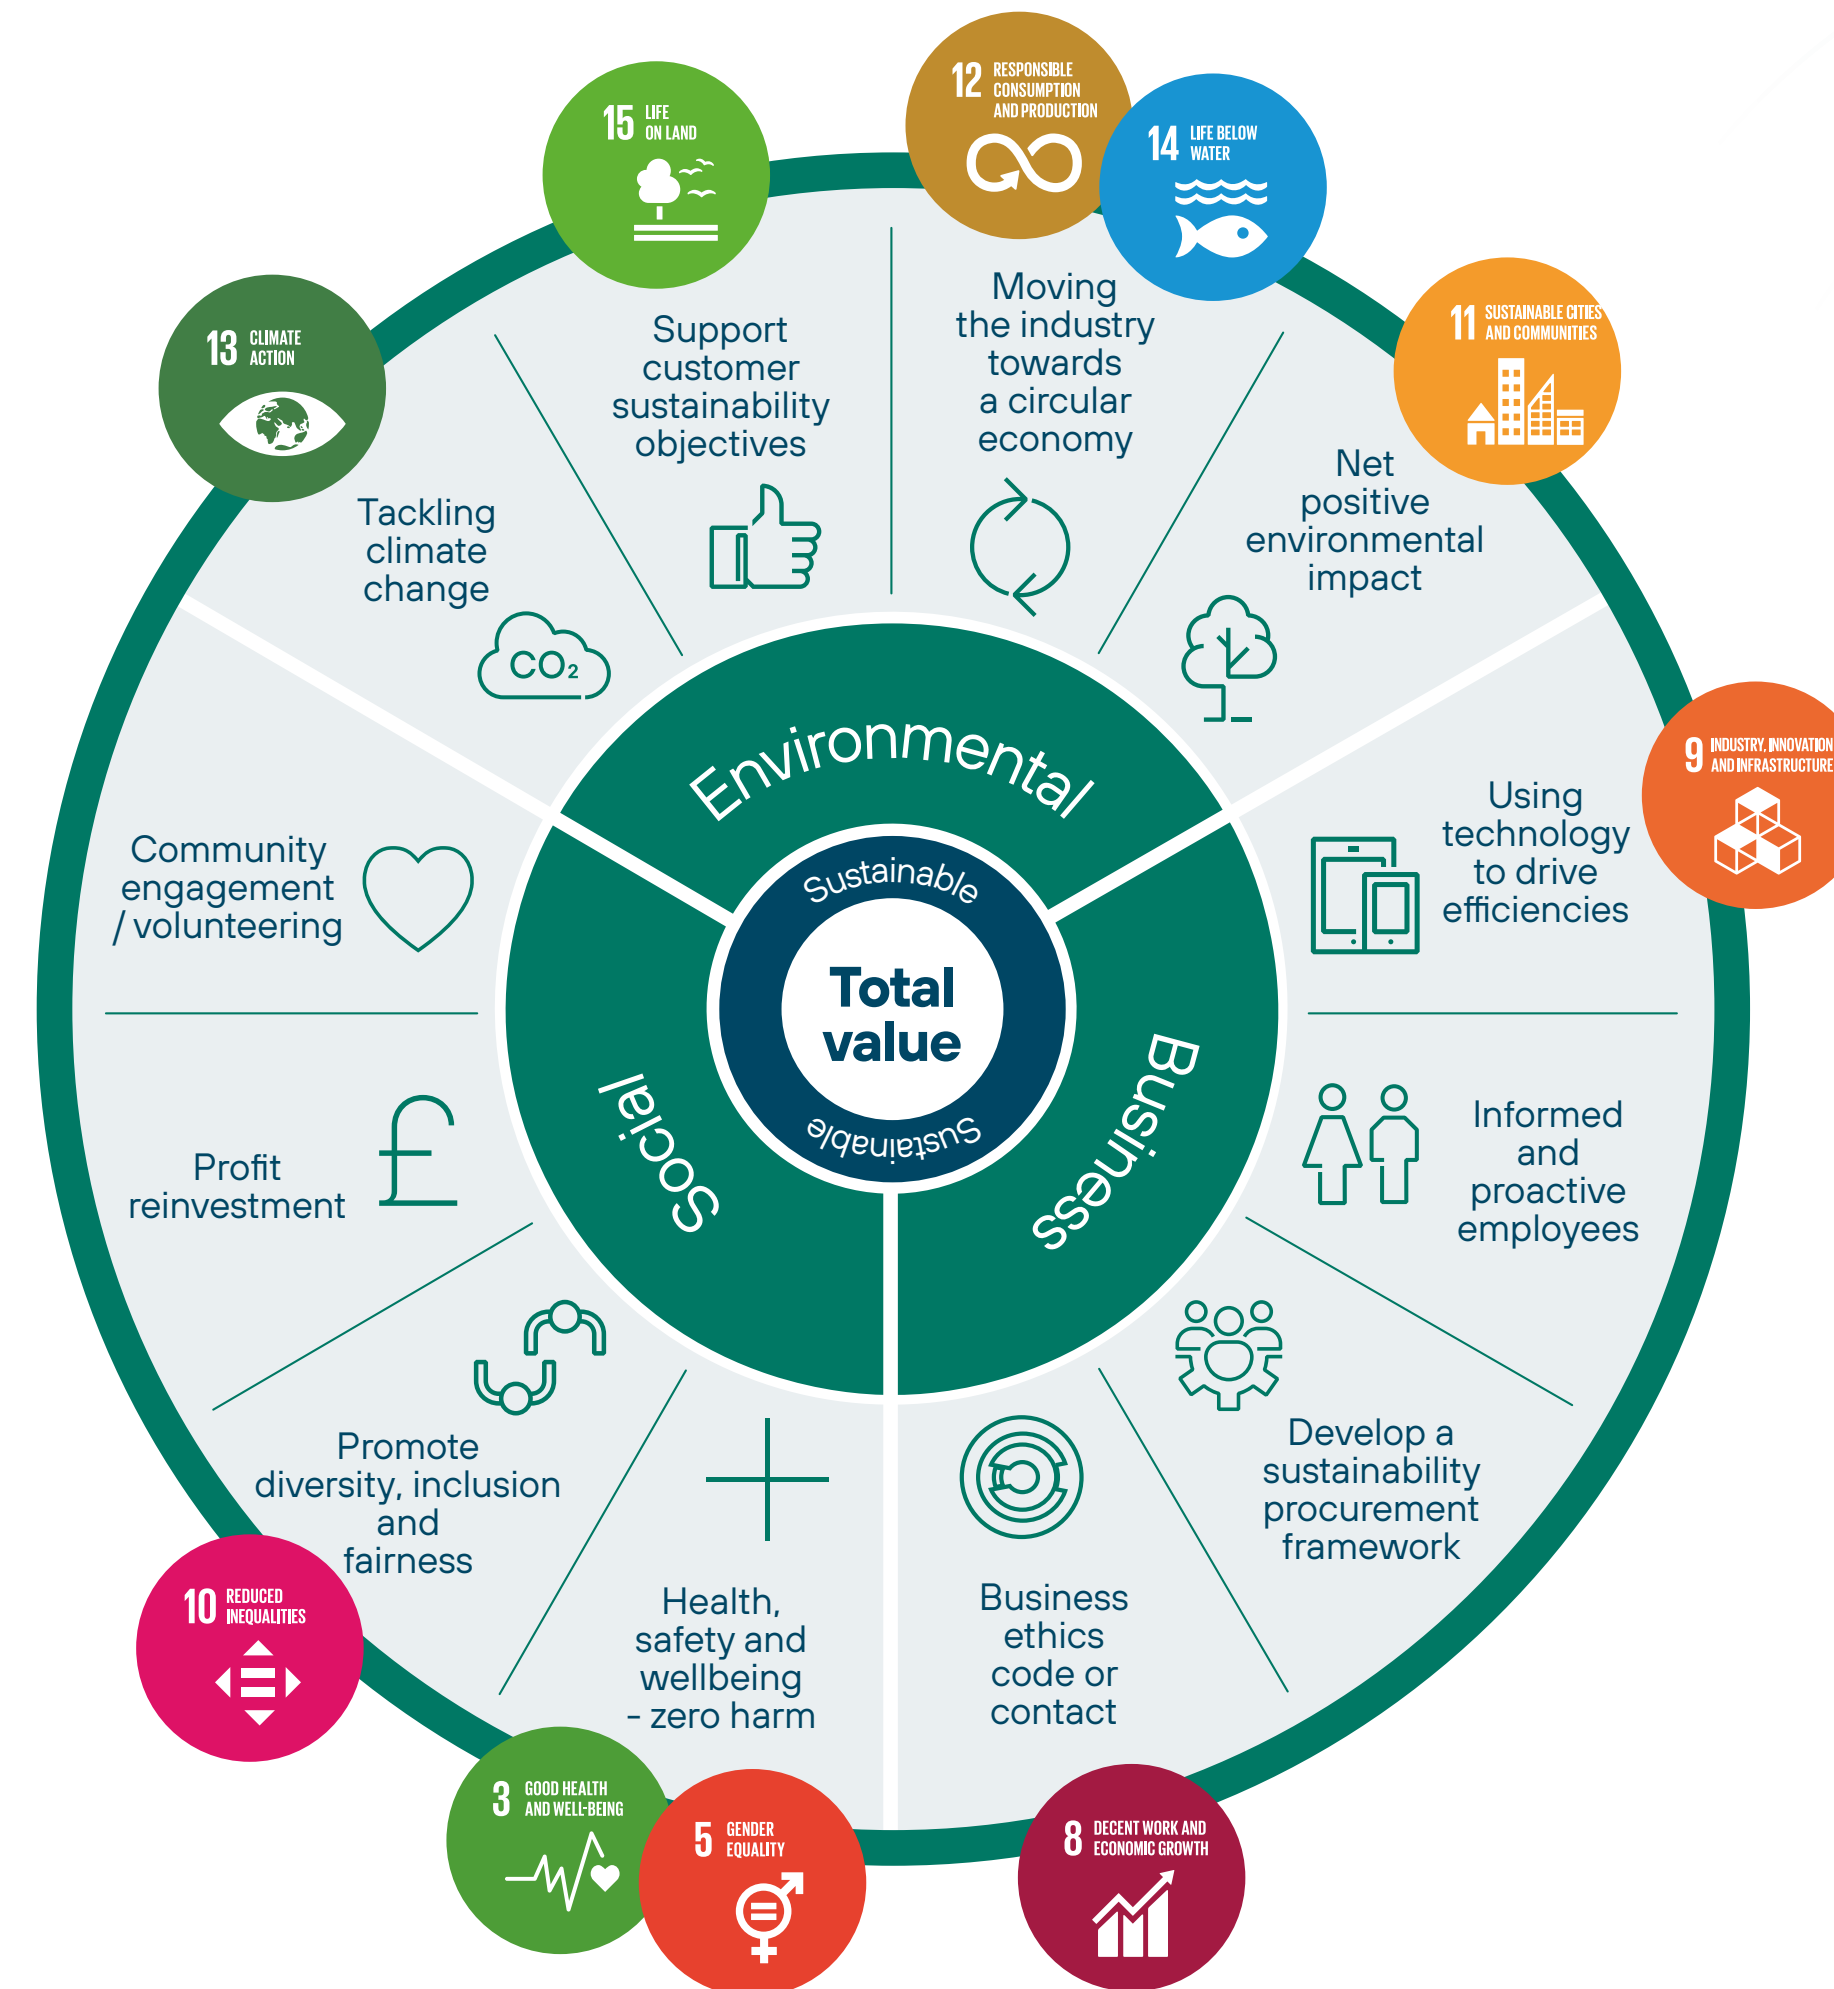 12 RESPONSIBLE
CONSUMPTION
AND PRODUCTION
15 LIFE
ON LAND
14 LIFE BELOW
WATER
11 SUSTAINABLE CITIES
AND COMMUNITIES
13 CLIMATE
ACTION
Tackling
climate
change
CO₂
Support
customer
sustainability
objectives
Moving
the industry
towards
a circular
economy
Net
positive
environmental
impact
9 INDUSTRY, INNOVATION
AND INFRASTRUCTURE
Using
technology
to drive
efficiencies
Informed
and
proactive
employees
Develop a
sustainability
procurement
framework
Business
ethics
code or
contact
8 DECENT WORK AND
ECONOMIC GROWTH
Health,
safety and
wellbeing
- zero harm
5 GENDER
EQUALITY
3 GOOD HEALTH
AND WELL-BEING
Promote
diversity, inclusion
and
fairness
10 REDUCED
INEQUALITIES
Profit
reinvestment
£
Community
engagement
/ volunteering
Environmental
Business
Social
Sustainable
Total
value
Sustainable